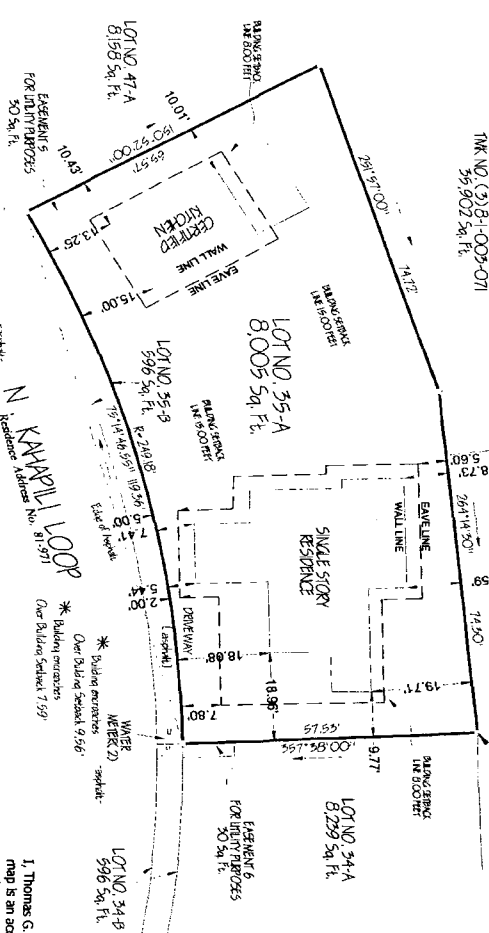 TMK NO. (3) 8-1-003-071
35,902 Sq. Ft.
BUILDING SETBACK
LINE 8.00 FEET
LOT NO. 47-A
8,158 Sq. Ft.
10.01'
150°52'00"
65.57'
10.43'
EASEMENT 5
FOR UTILITY PURPOSES
30 Sq. Ft.
251°57'00"
74.72'
CERTIFIED
KITCHEN
WALL LINE
EAVE LINE
13.25'
15.00'
BUILDING SETBACK
LINE 15.00 FEET
LOT NO. 35-A
8,005 Sq. Ft.
LOT NO. 35-B
596 Sq. Ft.
BUILDING SETBACK
LINE 15.00 FEET
R=249.18'
75°14'46.55" 119.36'
Edge of Asphalt
N. KAHAPILI LOOP
Residence Address No. 81-971
5.60'
8.73'
264°14'30"
74.50'
EAVE LINE
WALL LINE
SINGLE STORY
RESIDENCE
5.00'
7.41'
5.44'
2.00'
DRIVEWAY
(asphalt)
18.08'
18.96'
19.71'
7.80'
57.53'
357°38'00"
9.77'
BUILDING SETBACK
LINE 8.00 FEET
WATER
METER(2)
* Building encroaches
Over Building Setback 9.56'
* Building encroaches
Over Building Setback 7.59'
-asphalt-
EASEMENT 6
FOR UTILITY PURPOSES
30 Sq. Ft.
LOT NO. 34-A
8,239 Sq. Ft.
LOT NO. 34-B
596 Sq. Ft.
I, Thomas G.
map is an acc